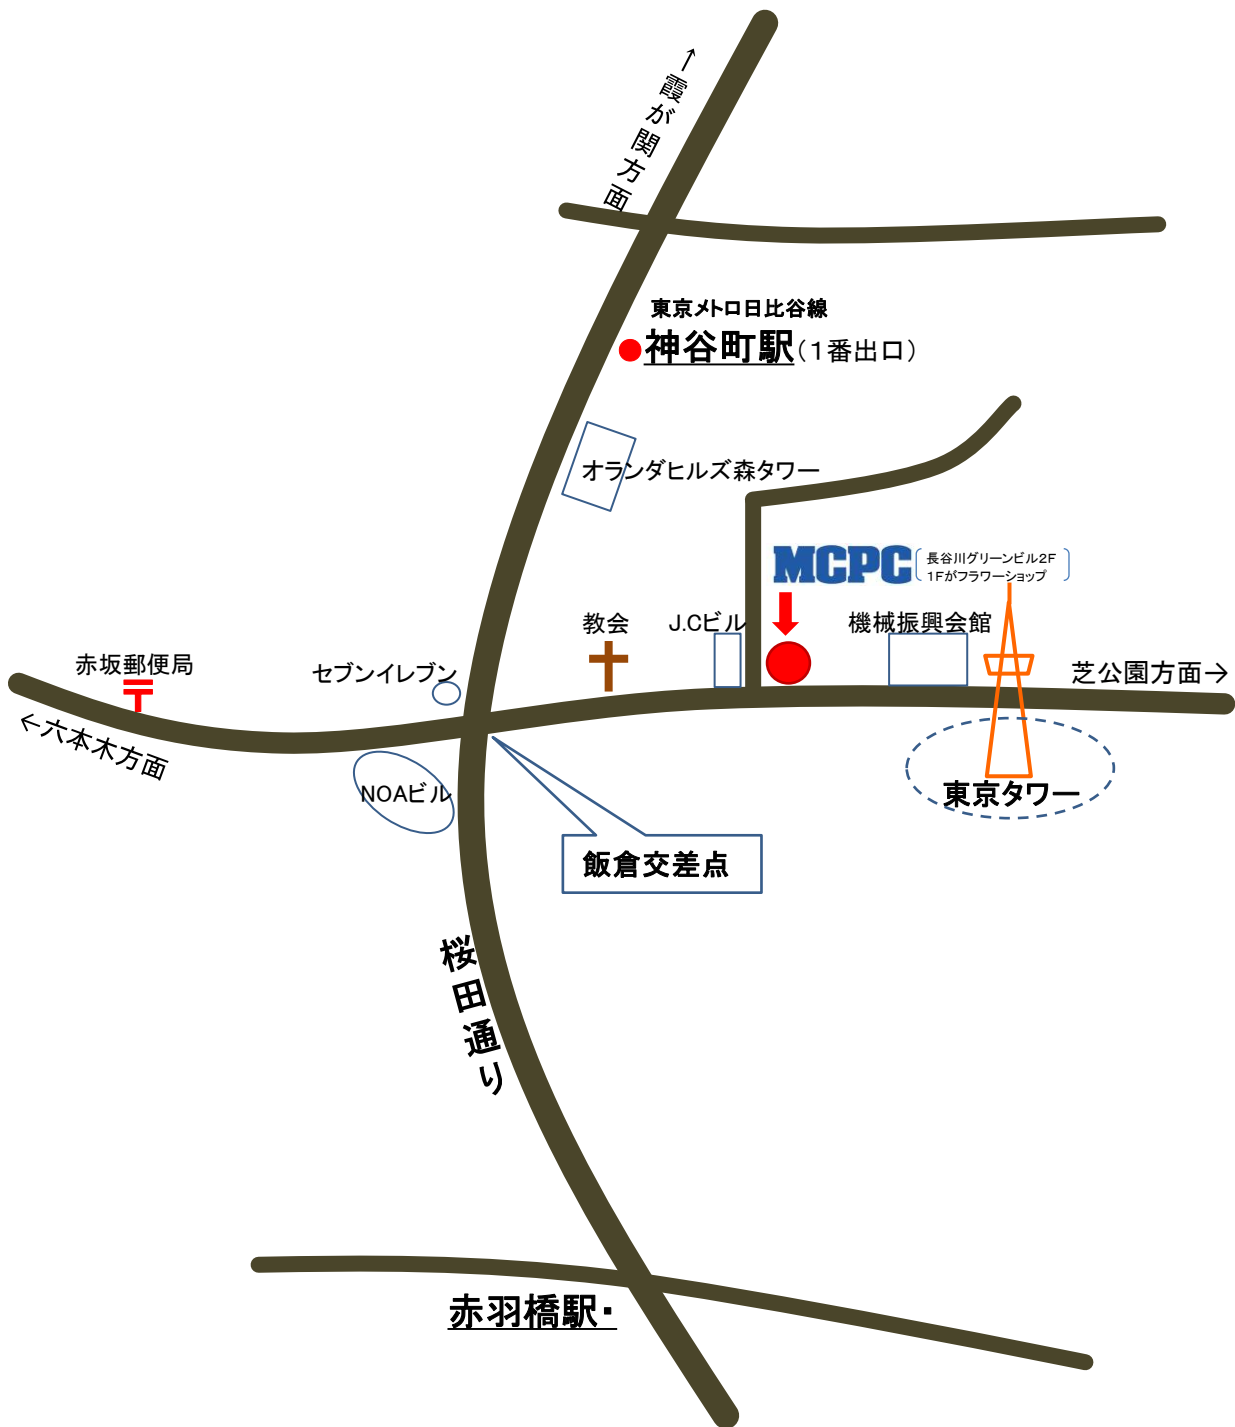 ←霞が関方面
東京メトロ日比谷線
神谷町駅(1番出口)
オランダヒルズ森タワー
MCPC
長谷川グリーンビル2F
1Fがフラワーショップ
教会
J.Cビル
機械振興会館
赤坂郵便局
〒
セブンイレブン
芝公園方面→
←六本木方面
NOAビル
東京タワー
飯倉交差点
桜田通り
赤羽橋駅・